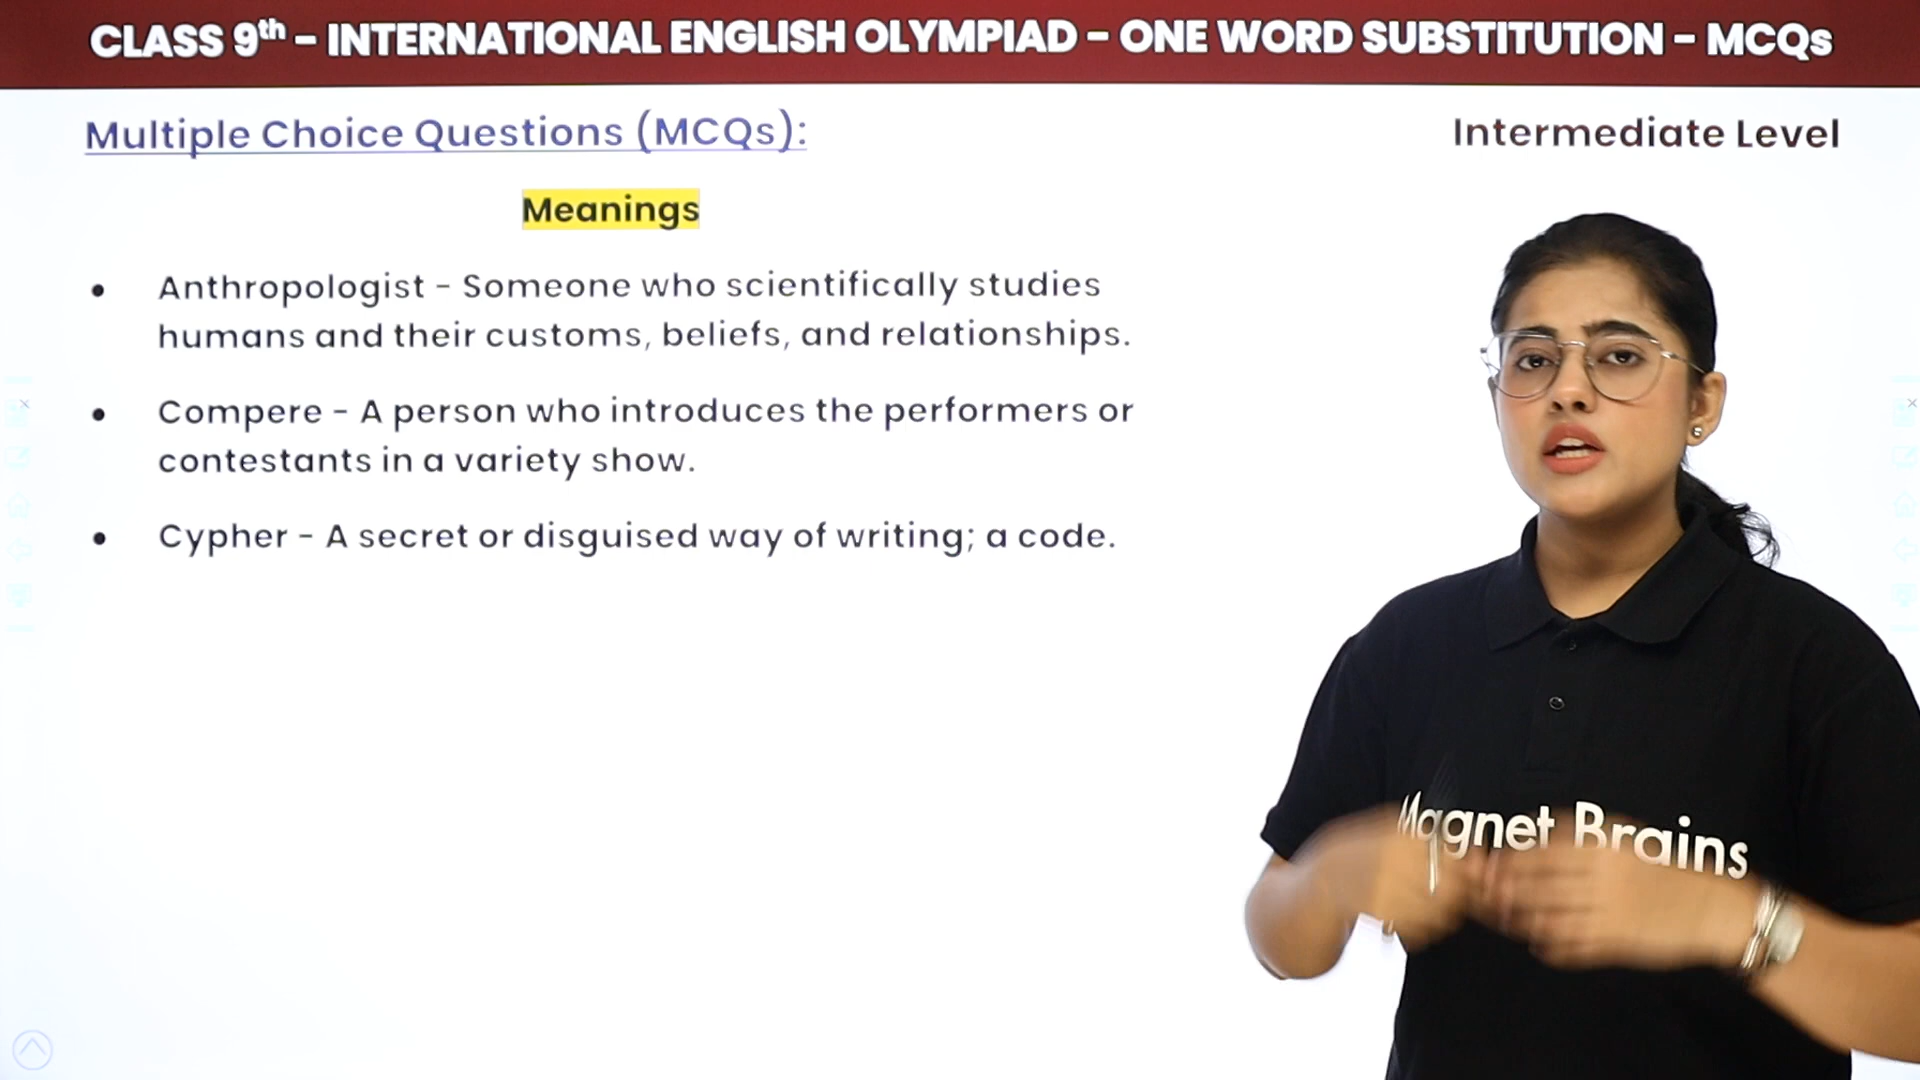 CLASS 9th – INTERNATIONAL ENGLISH OLYMPIAD – ONE WORD SUBSTITUTION – MCQs
Multiple Choice Questions (MCQs):
Intermediate Level
Meanings
• Anthropologist - Someone who scientifically studies
humans and their customs, beliefs, and relationships.
• Compere - A person who introduces the performers or
contestants in a variety show.
• Cypher - A secret or disguised way of writing; a code.
Magnet Brains